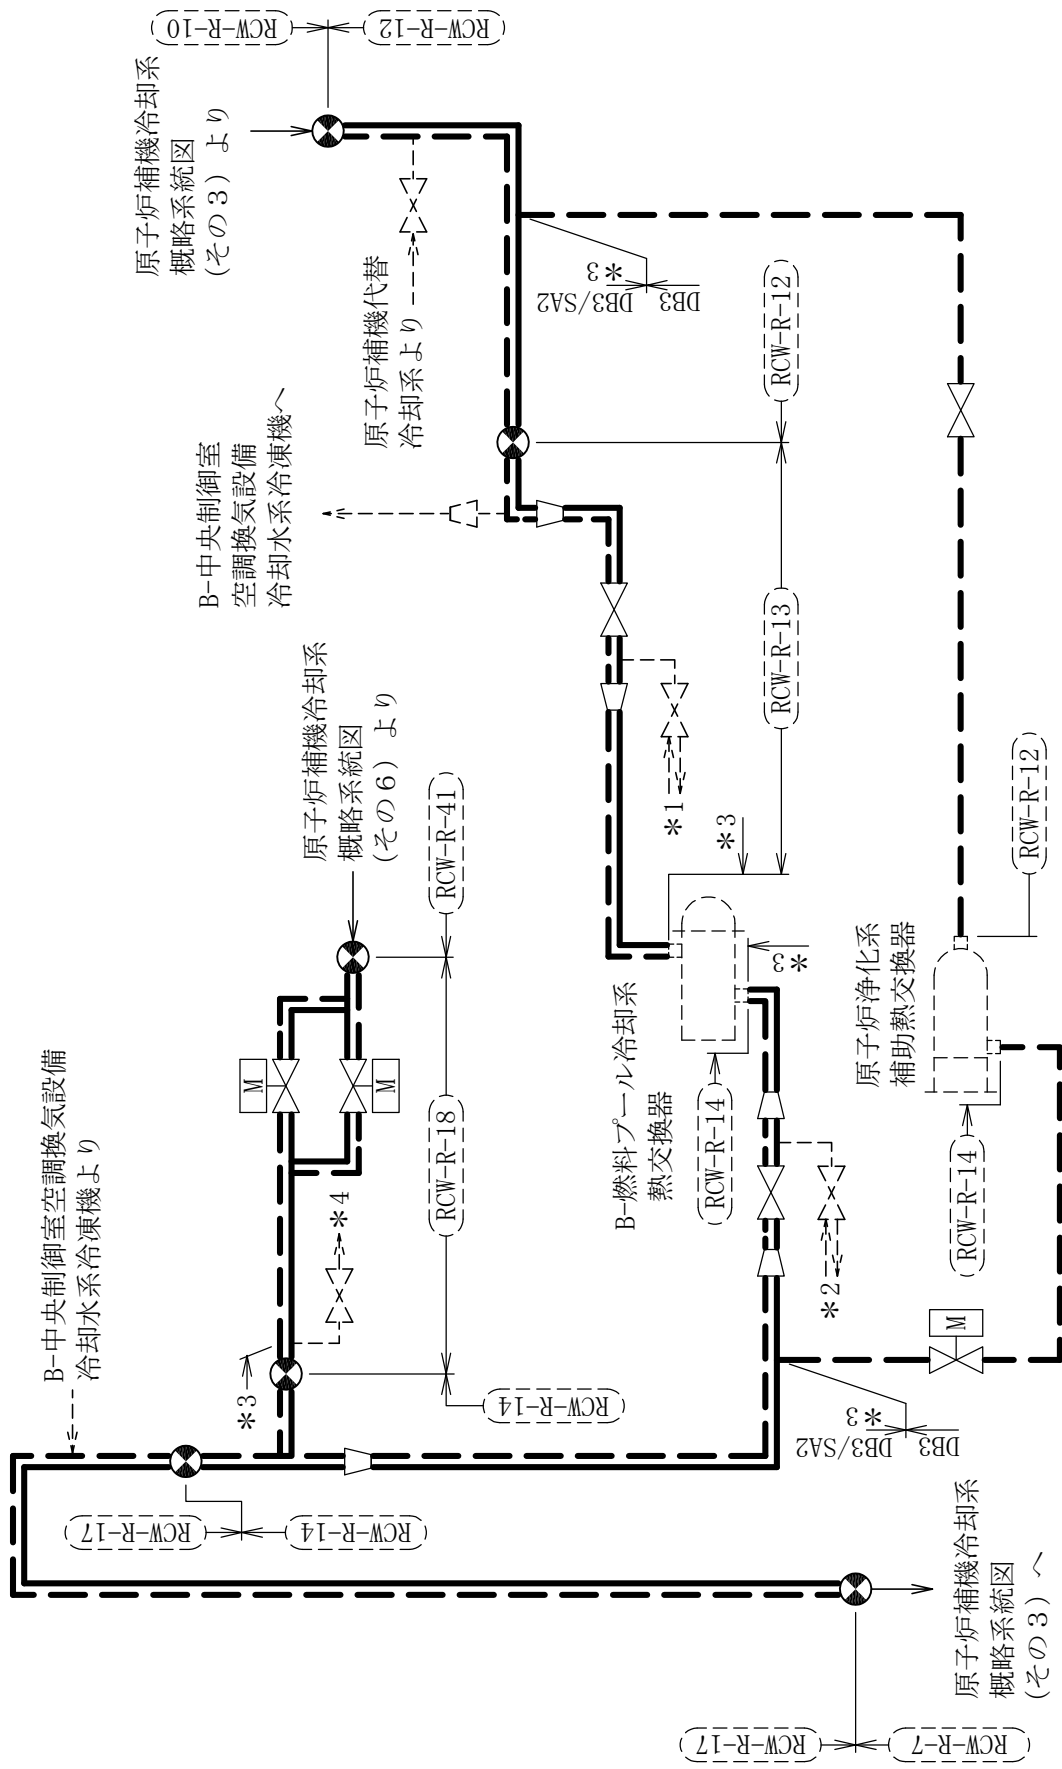 RCW-R-10
RCW-R-12
原子炉補機冷却系
概略系統図
(その3) より
原子炉補機代替
冷却系より
DB3/SA2
*3
DB3
RCW-R-12
B-中央制御室
空調換気設備
冷却水系冷凍機へ
RCW-R-13
*1
*3
原子炉補機冷却系
概略系統図
(その6) より
RCW-R-41
RCW-R-18
M
M
*4
*3
RCW-R-14
B-中央制御室空調換気設備
冷却水系冷凍機より
B-燃料プール冷却系
熱交換器
*3
RCW-R-14
*2
原子炉浄化系
補助熱交換器
RCW-R-12
RCW-R-14
M
DB3/SA2
*3
DB3
RCW-R-17
RCW-R-14
原子炉補機冷却系
概略系統図
(その3) へ
RCW-R-17
RCW-R-7